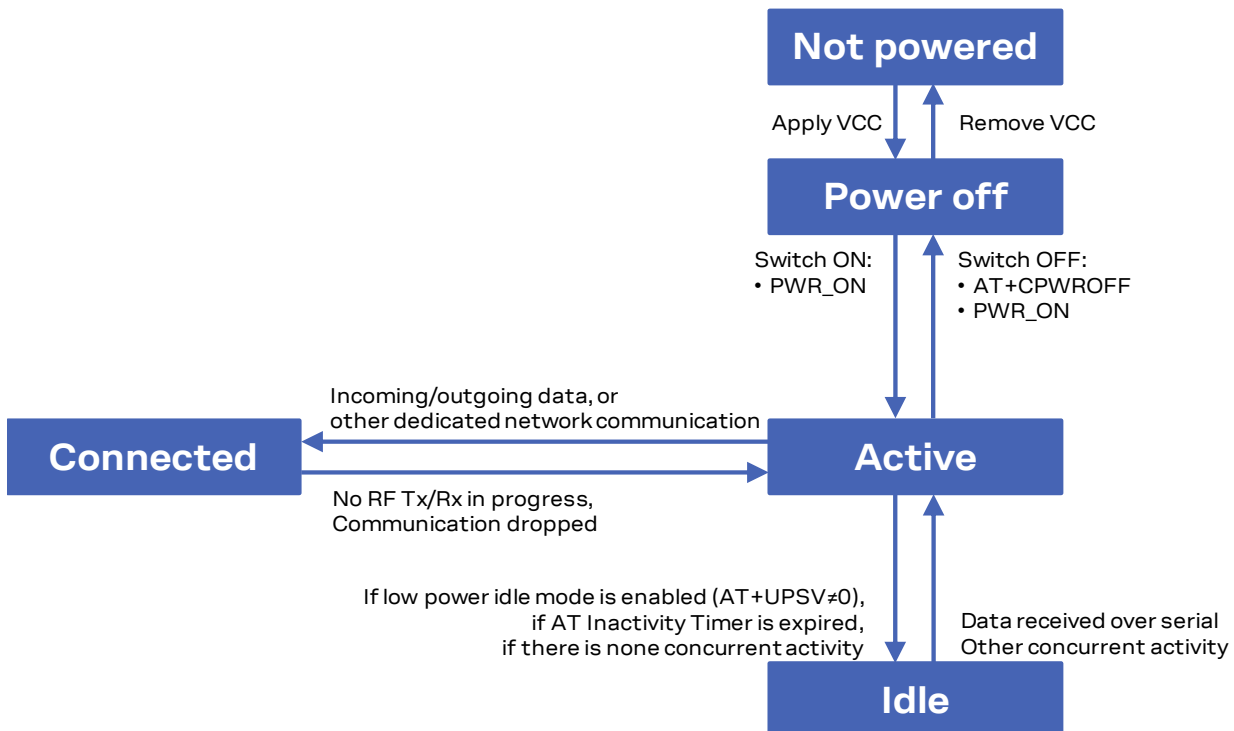 Not powered
Apply VCC
Remove VCC
Power off
Switch ON:
• PWR_ON
Switch OFF:
• AT+CPWROFF
• PWR_ON
Incoming/outgoing data, or
other dedicated network communication
Connected
Active
No RF Tx/Rx in progress,
Communication dropped
If low power idle mode is enabled (AT+UPSV≠0),
if AT Inactivity Timer is expired,
if there is none concurrent activity
Data received over serial
Other concurrent activity
Idle